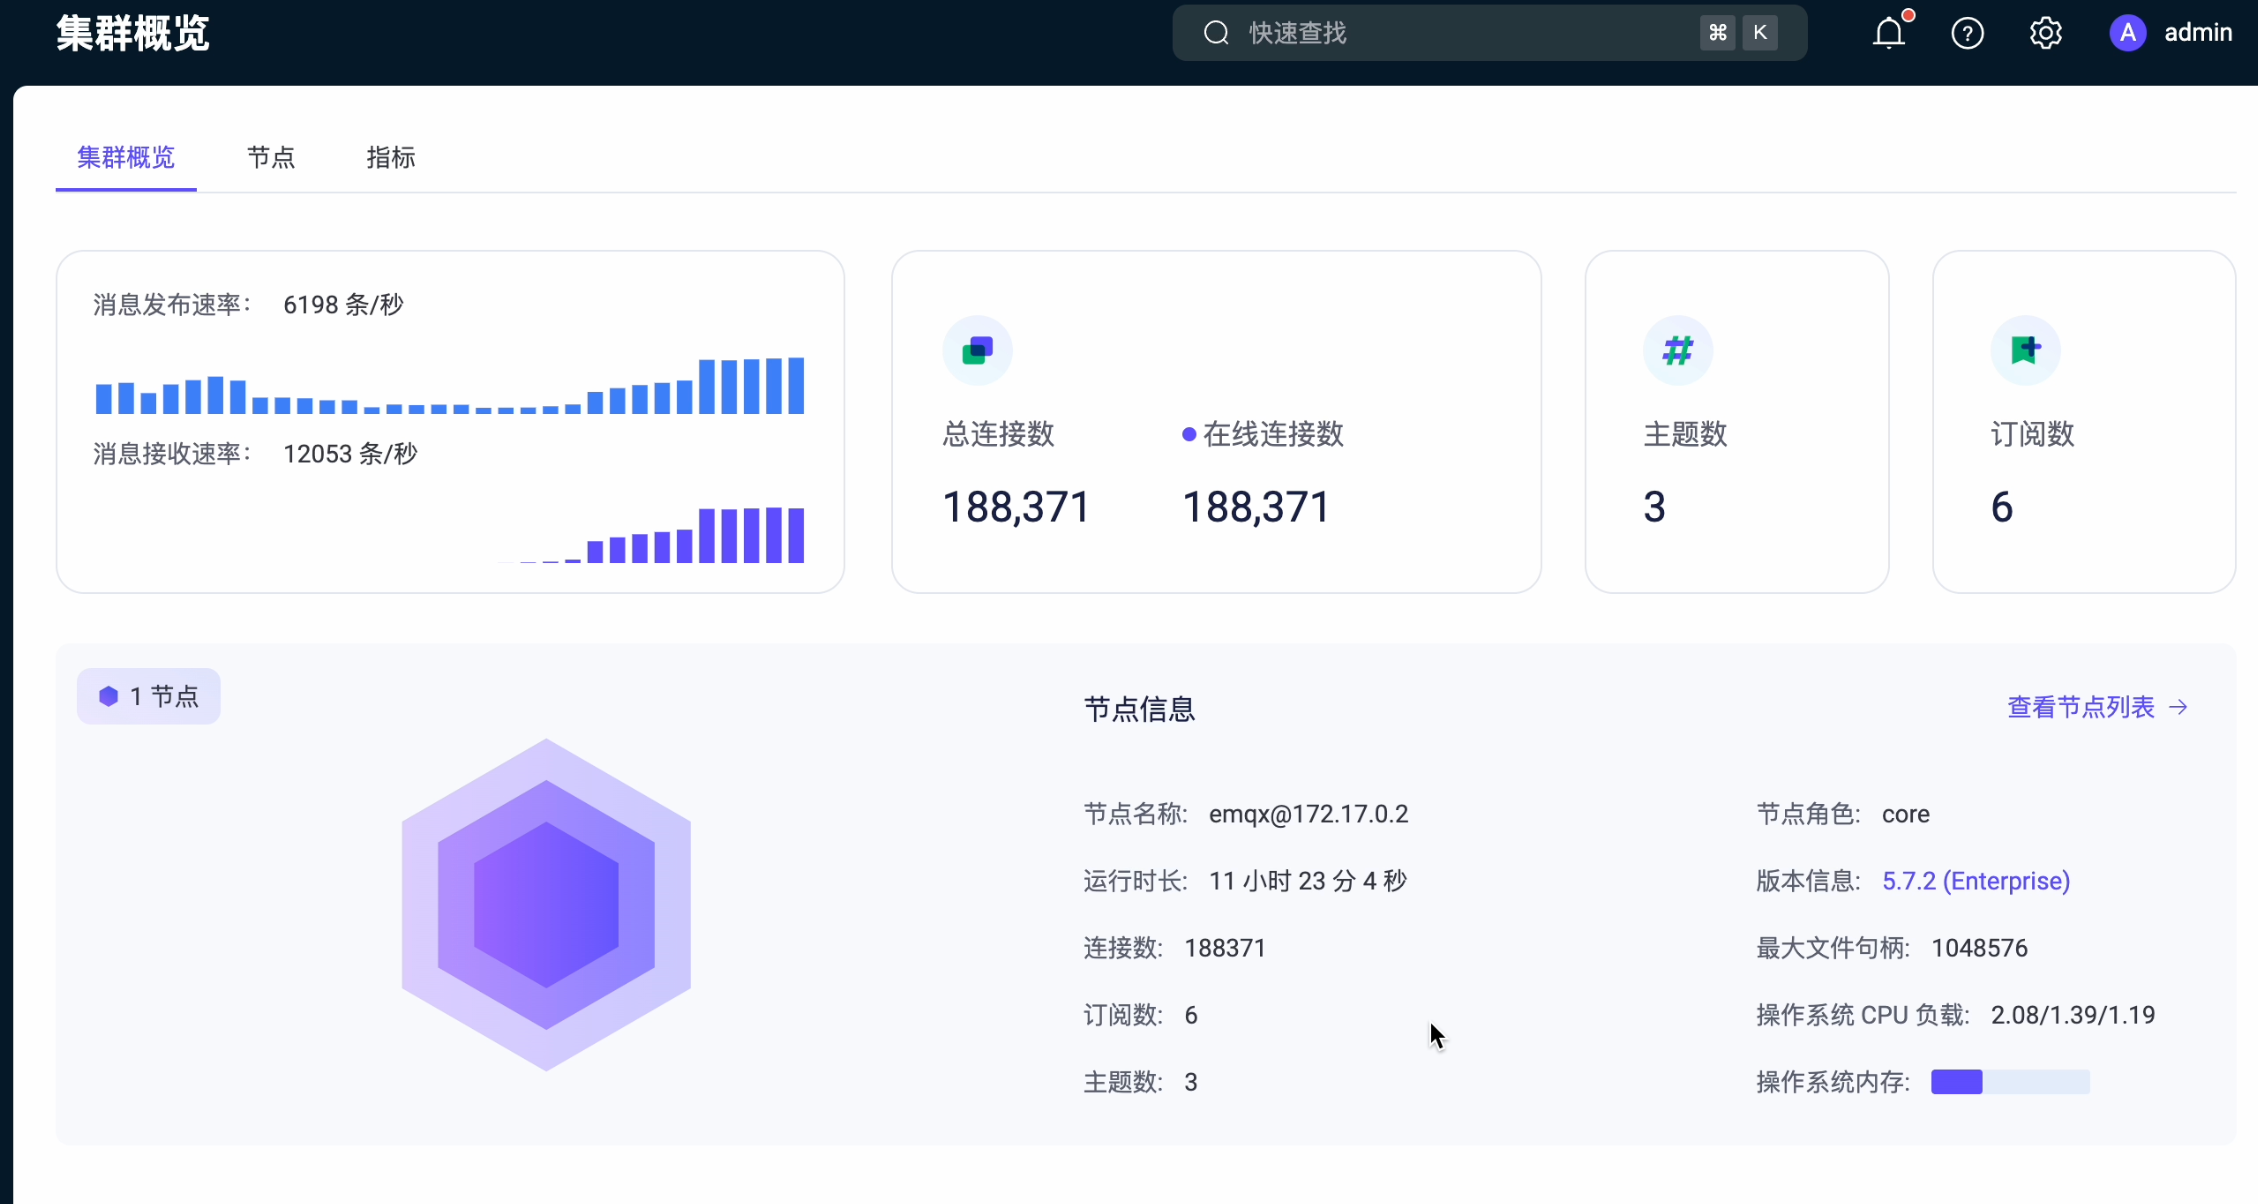 集群概览
快速查找
⌘ K
A admin
集群概览 节点 指标
消息发布速率: 6198 条/秒
消息接收速率: 12053 条/秒
总连接数
188,371
在线连接数
188,371
主题数
3
订阅数
6
1 节点
节点信息
查看节点列表 →
节点名称: emqx@172.17.0.2
节点角色: core
运行时长: 11 小时 23 分 4 秒
版本信息: 5.7.2 (Enterprise)
连接数: 188371
最大文件句柄: 1048576
订阅数: 6
操作系统 CPU 负载: 2.08/1.39/1.19
主题数: 3
操作系统内存: